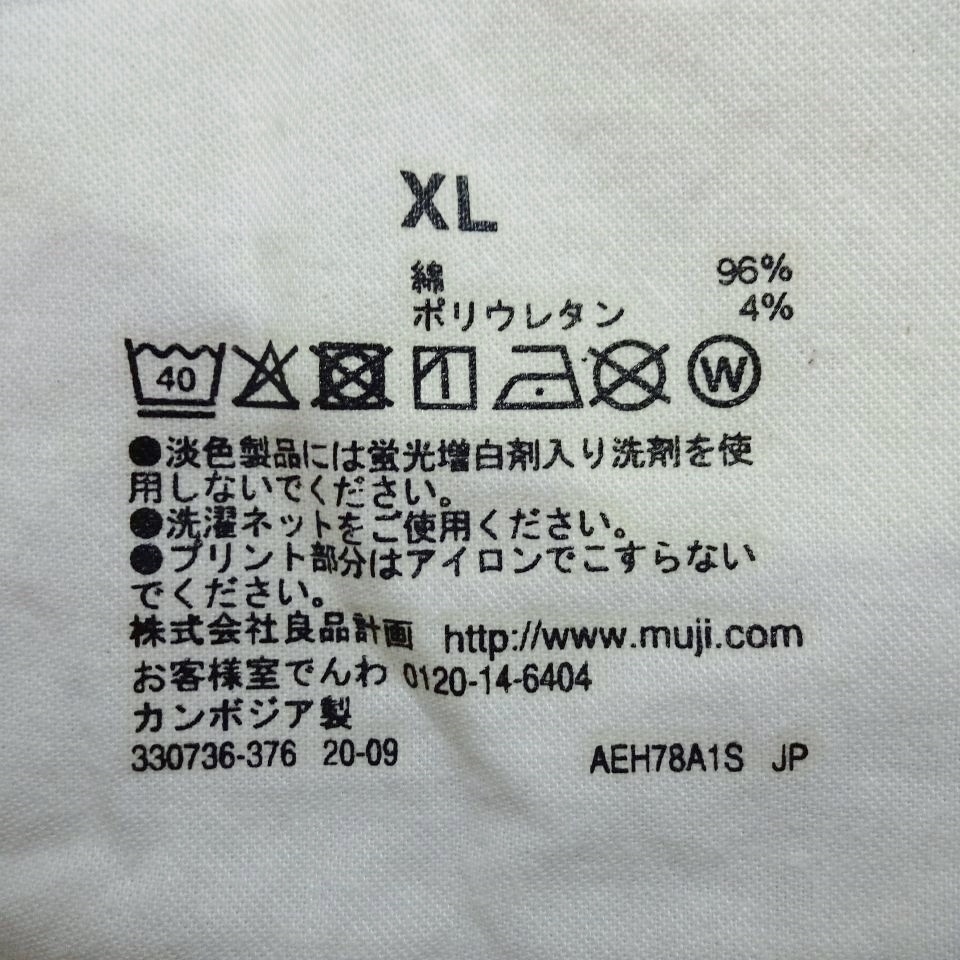 XL
綿 96%
ポリウレタン 4%
40 W
●淡色製品には蛍光増白剤入り洗剤を使
用しないでください。
●洗濯ネットをご使用ください。
●プリント部分はアイロンでこすらない
でください。
株式会社良品計画 http://www.muji.com
お客様室でんわ 0120-14-6404
カンボジア製
330736-376 20-09 AEH78A1S JP